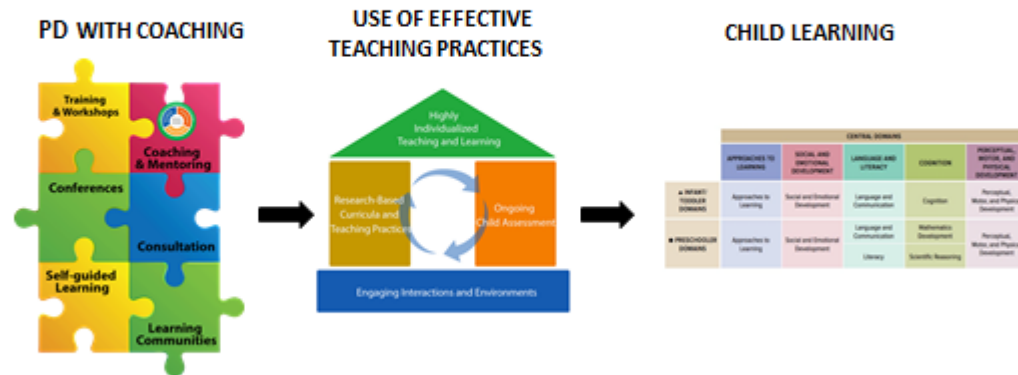 PD WITH COACHING
Training
& Workshops
Coaching
& Mentoring
Conferences
Consultation
Self-guided
Learning
Learning
Communities
USE OF EFFECTIVE
TEACHING PRACTICES
Highly
Individualized
Teaching and Learning
Research-Based
Curricula and
Teaching Practices
Ongoing
Child Assessment
Engaging Interactions and Environments
CHILD LEARNING
CENTRAL DOMAINS
APPROACHES TO
LEARNING
SOCIAL AND
EMOTIONAL
DEVELOPMENT
LANGUAGE AND
LITERACY
COGNITION
PERCEPTUAL,
MOTOR, AND
PHYSICAL
DEVELOPMENT
▲ INFANT/
TODDLER
DOMAINS
Approaches to
Learning
Social and Emotional
Development
Language and
Communication
Cognition
Perceptual,
Motor, and Physical
Development
PRESCHOOLER
DOMAINS
Approaches to
Learning
Social and Emotional
Development
Language and
Communication
Literacy
Mathematics
Development
Scientific Reasoning
Perceptual,
Motor, and Physical
Development